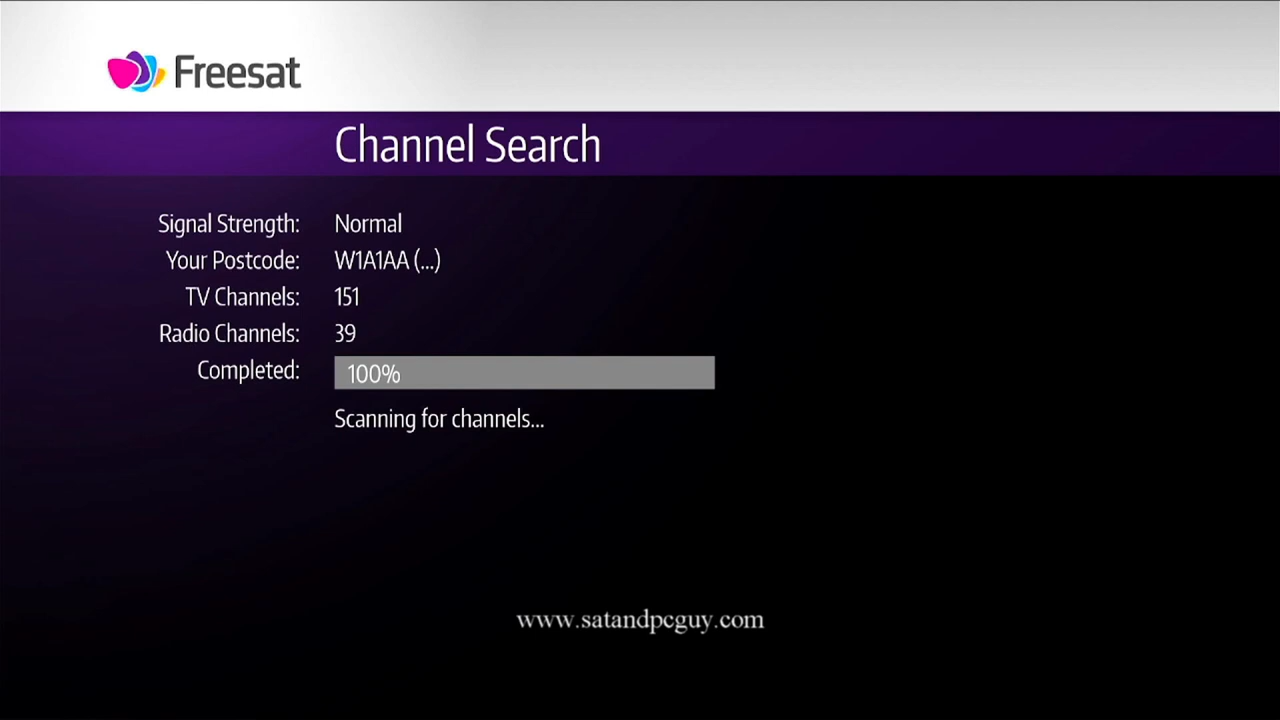 Freesat
Channel Search
Signal Strength: Normal
Your Postcode: W1A1AA (...)
TV Channels: 151
Radio Channels: 39
Completed: 100%
Scanning for channels...
www.satandpcguy.com